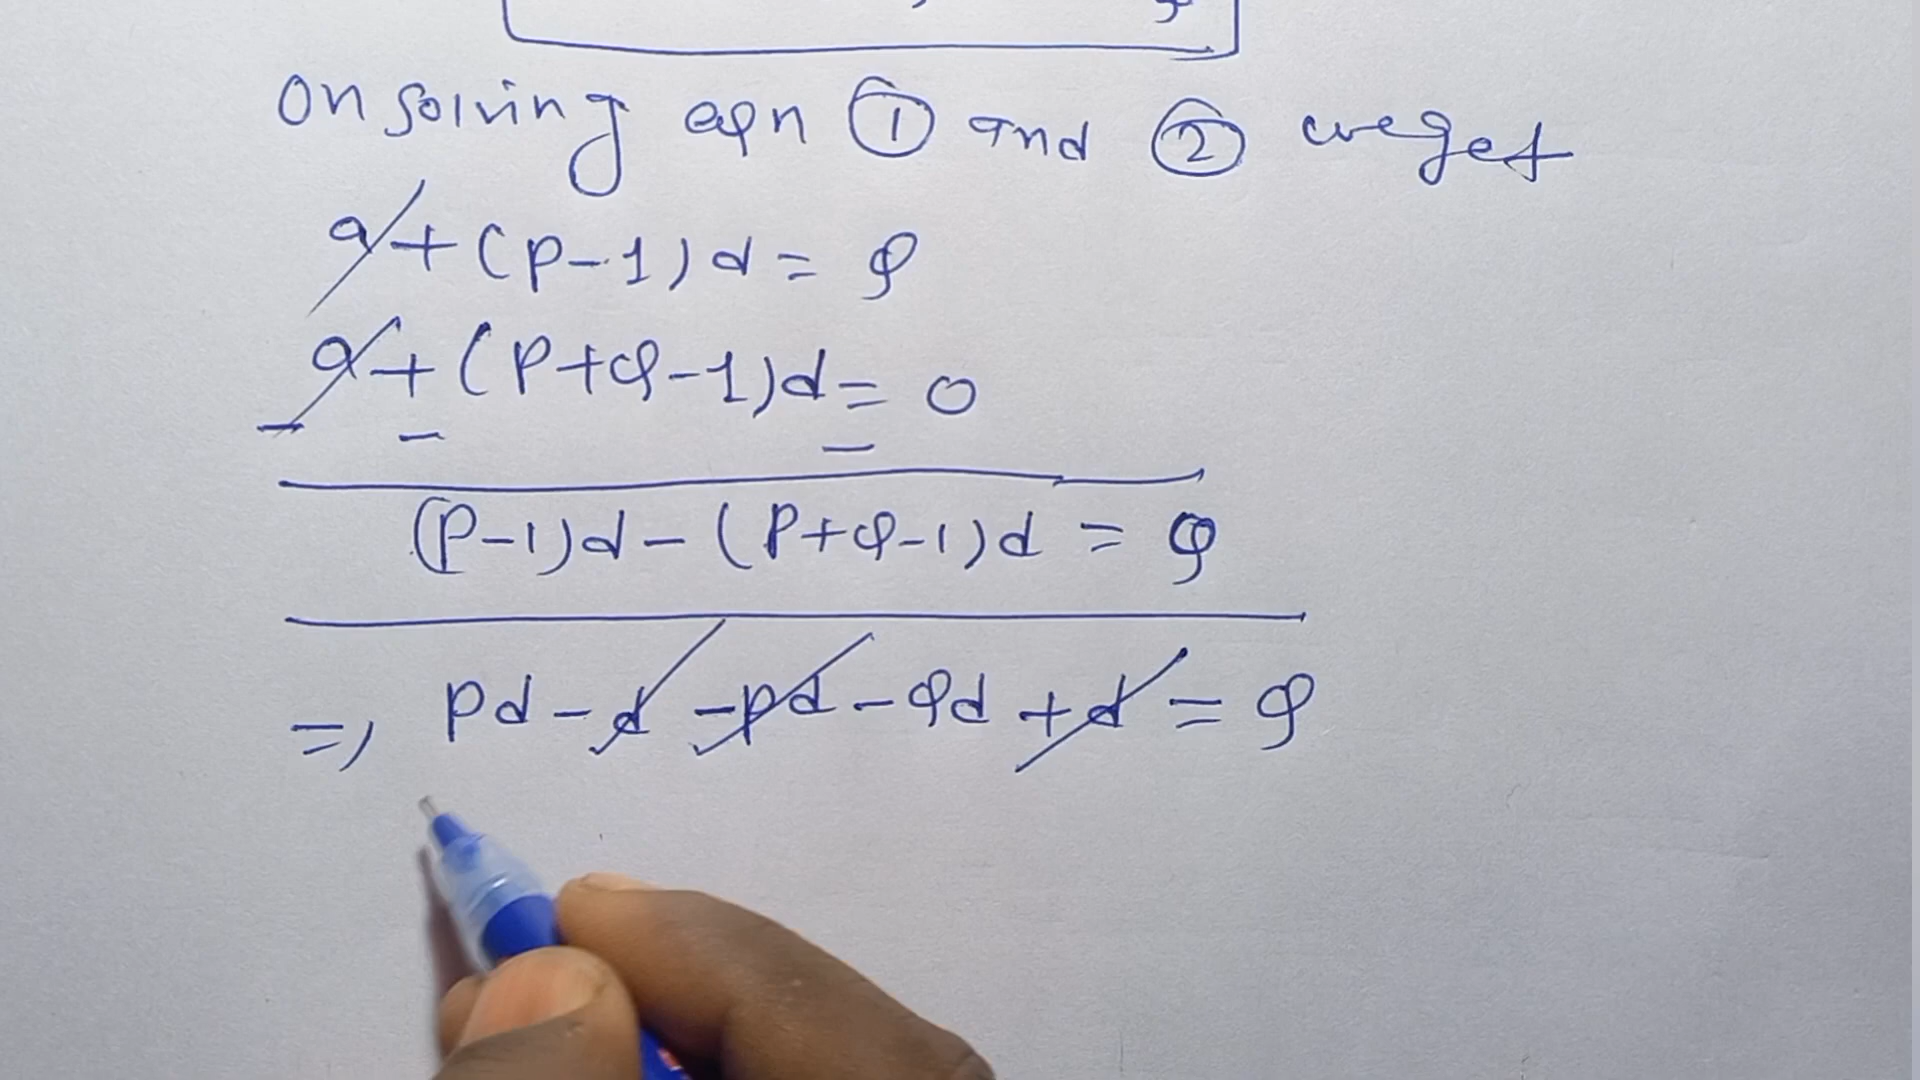 On solving eqn ① and ② we get
a+(P-1)d = q
a+(P+q-1)d = 0
- - -
(P-1)d-(P+q-1)d = q
=, Pd-d-pd-qd+d = q